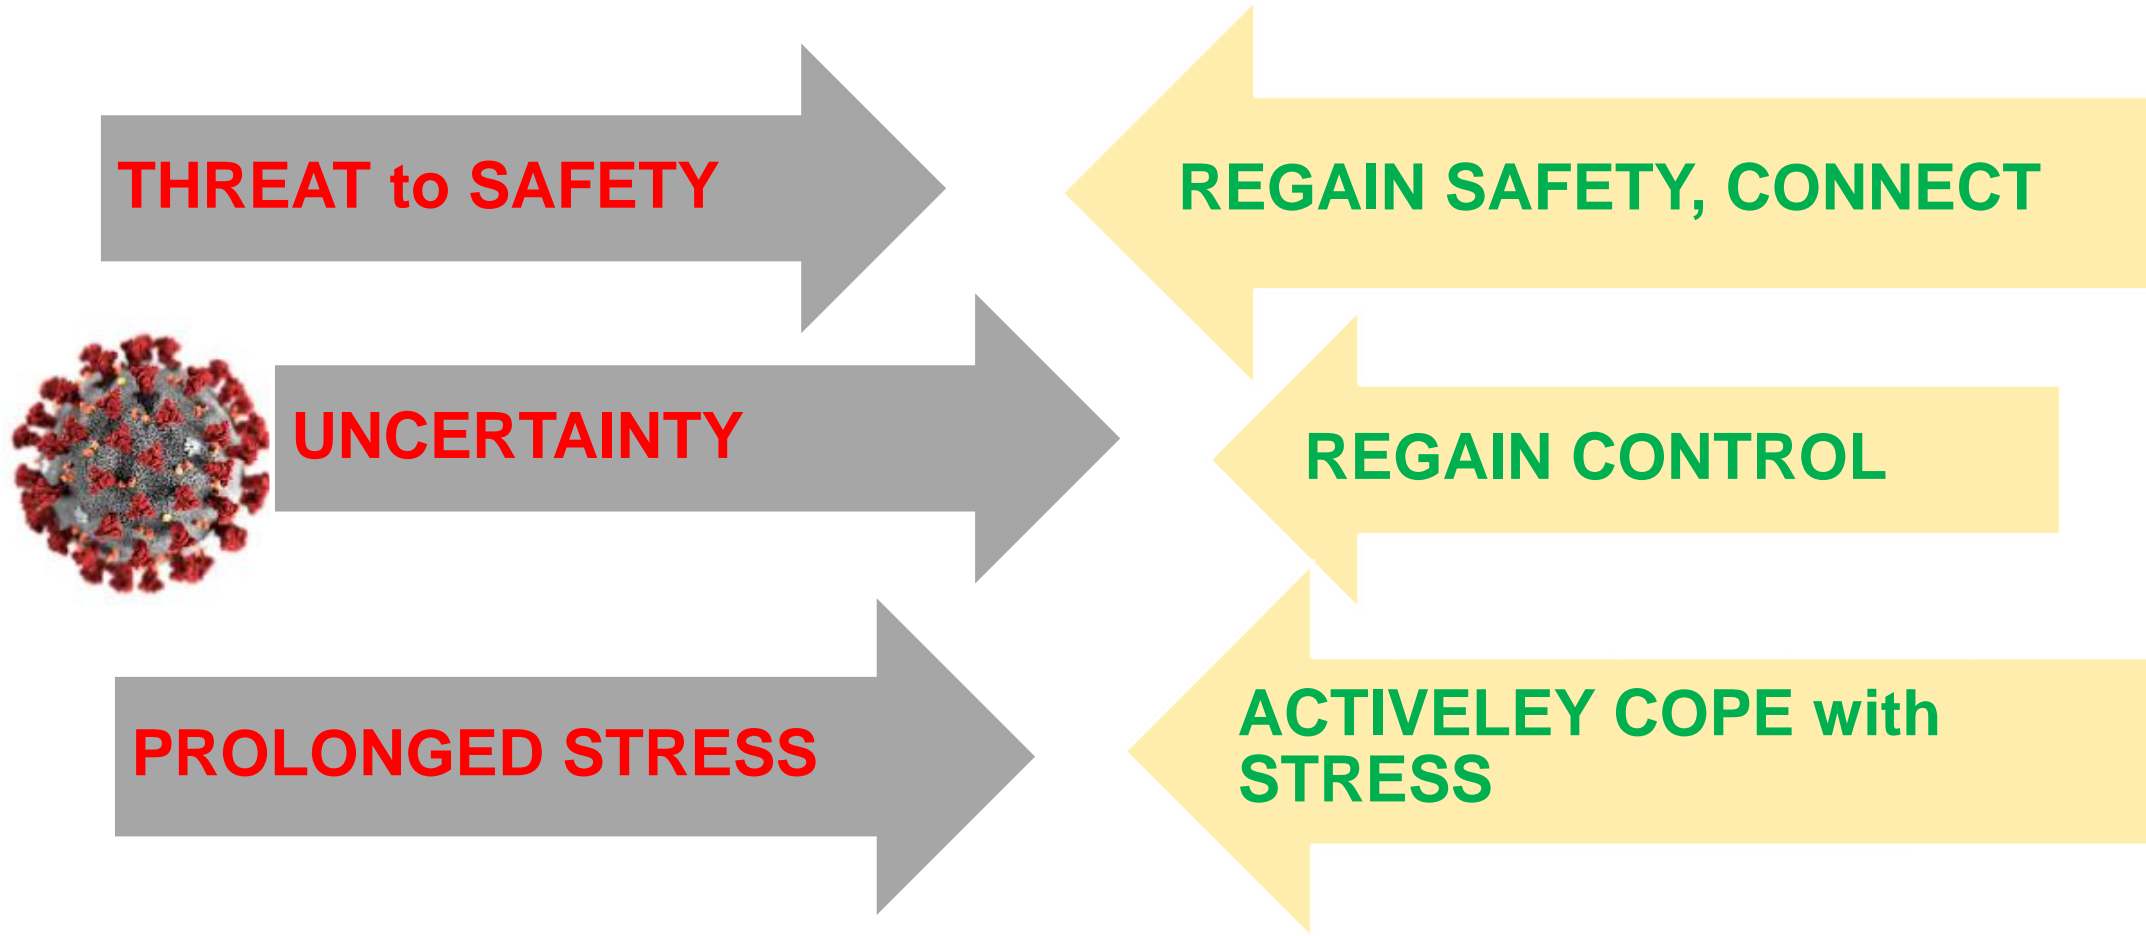 THREAT to SAFETY
REGAIN SAFETY, CONNECT
UNCERTAINTY
REGAIN CONTROL
PROLONGED STRESS
ACTIVELEY COPE with
STRESS